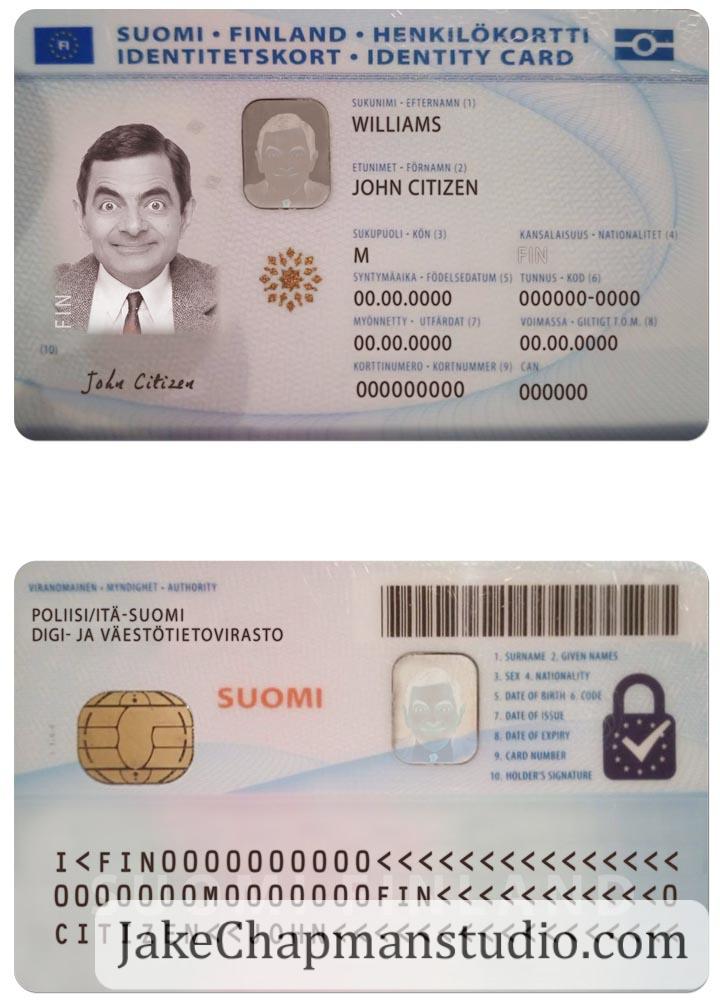 FI
SUOMI • FINLAND • HENKILÖKORTTI
IDENTITETSKORT • IDENTITY CARD
SUKUNIMI - EFTERNAMN (1)
WILLIAMS
ETUNIMET - FÖRNAMN (2)
JOHN CITIZEN
SUKUPUOLI - KÖN (3) KANSALAISUUS - NATIONALITET (4)
M FIN
SYNTYMÄAIKA - FÖDELSEDATUM (5) TUNNUS - KOD (6)
00.00.0000 000000-0000
MYÖNNETTY - UTFÄRDAT (7) VOIMASSA - GILTIGT T.O.M. (8)
00.00.0000 00.00.0000
KORTTINUMERO - KORTNUMMER (9) CAN
000000000 000000
FIN
(10)
John Citizen
VIRANOMAINEN - MYNDIGHET - AUTHORITY
POLIISI/ITÄ-SUOMI
DIGI- JA VÄESTÖTIETOVIRASTO
SUOMI
1. SURNAME 2. GIVEN NAMES
3. SEX 4. NATIONALITY
5. DATE OF BIRTH 6. CODE
7. DATE OF ISSUE
8. DATE OF EXPIRY
9. CARD NUMBER
10. HOLDER'S SIGNATURE
I<FIN0000000000<<<<<<<<<<<<<<<
0000000M0000000FIN<<<<<<<<<<<0
CITIZEN<<JOHN<<<<<<<<<<<<<<<<<
SUOMI FINLAND
JakeChapmanstudio.com